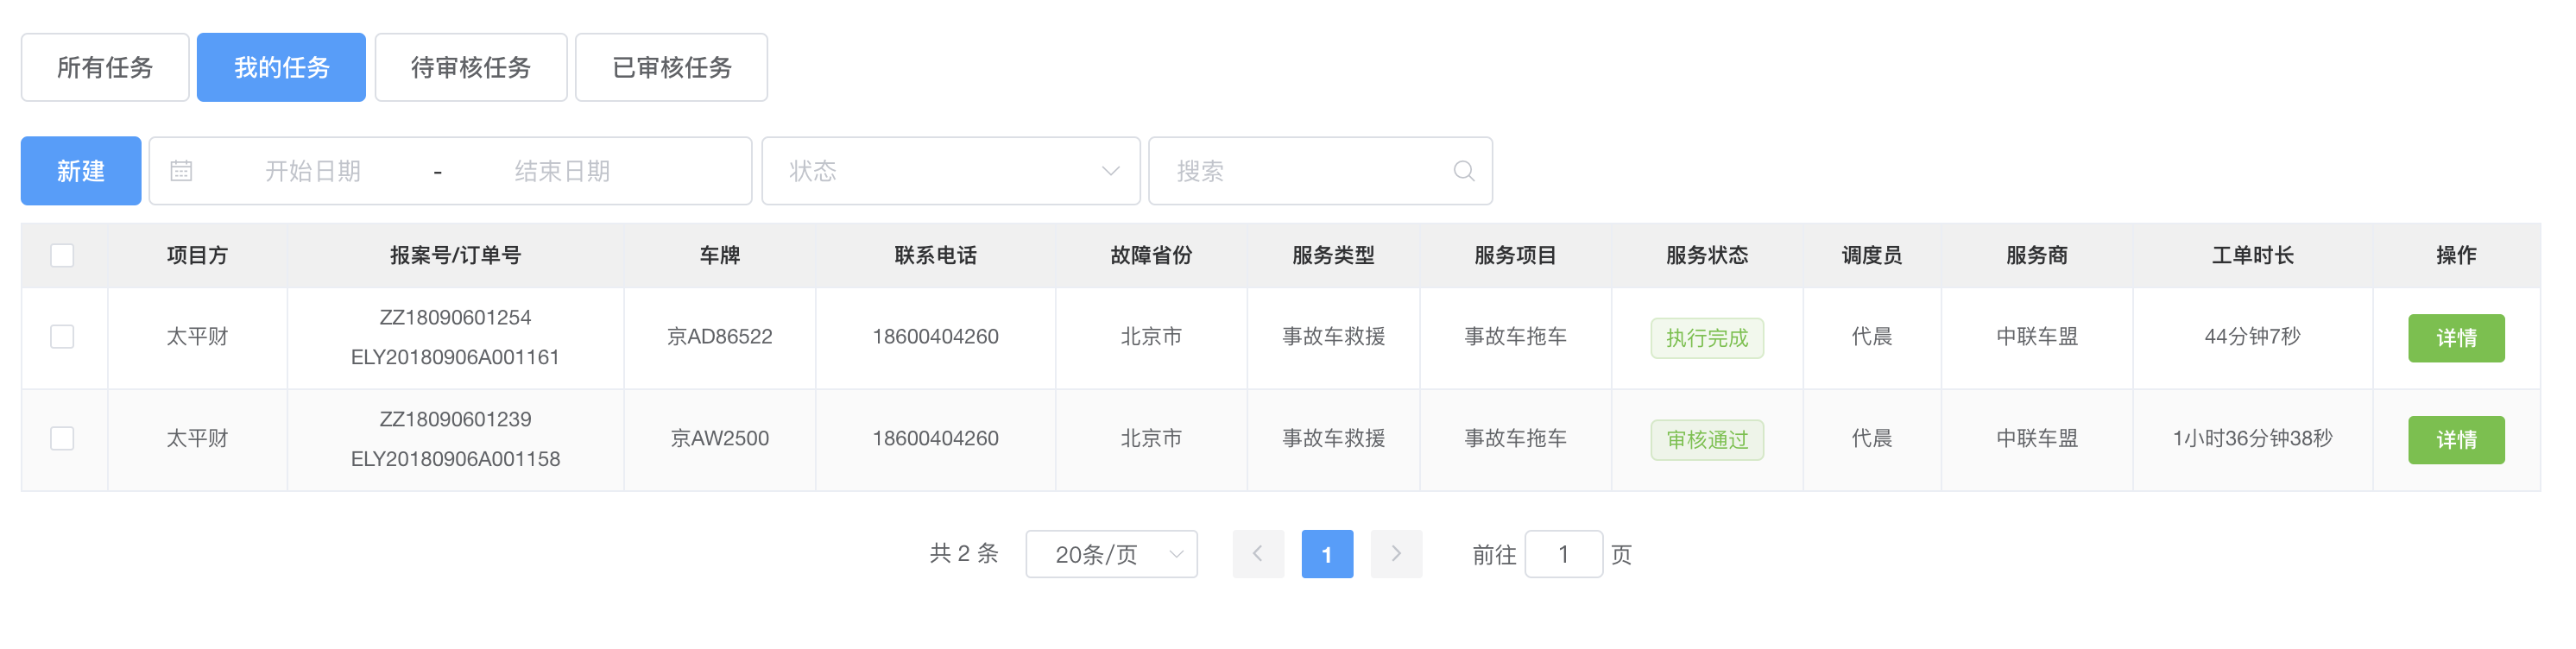 所有任务 我的任务 待审核任务 已审核任务
新建 开始日期 - 结束日期 状态 搜索
项目方 报案号/订单号 车牌 联系电话 故障省份 服务类型 服务项目 服务状态 调度员 服务商 工单时长 操作
太平财 ZZ18090601254 ELY20180906A001161 京AD86522 18600404260 北京市 事故车救援 事故车拖车 执行完成 代晨 中联车盟 44分钟7秒 详情
太平财 ZZ18090601239 ELY20180906A001158 京AW2500 18600404260 北京市 事故车救援 事故车拖车 审核通过 代晨 中联车盟 1小时36分钟38秒 详情
共 2 条 20条/页 1 前往 1 页